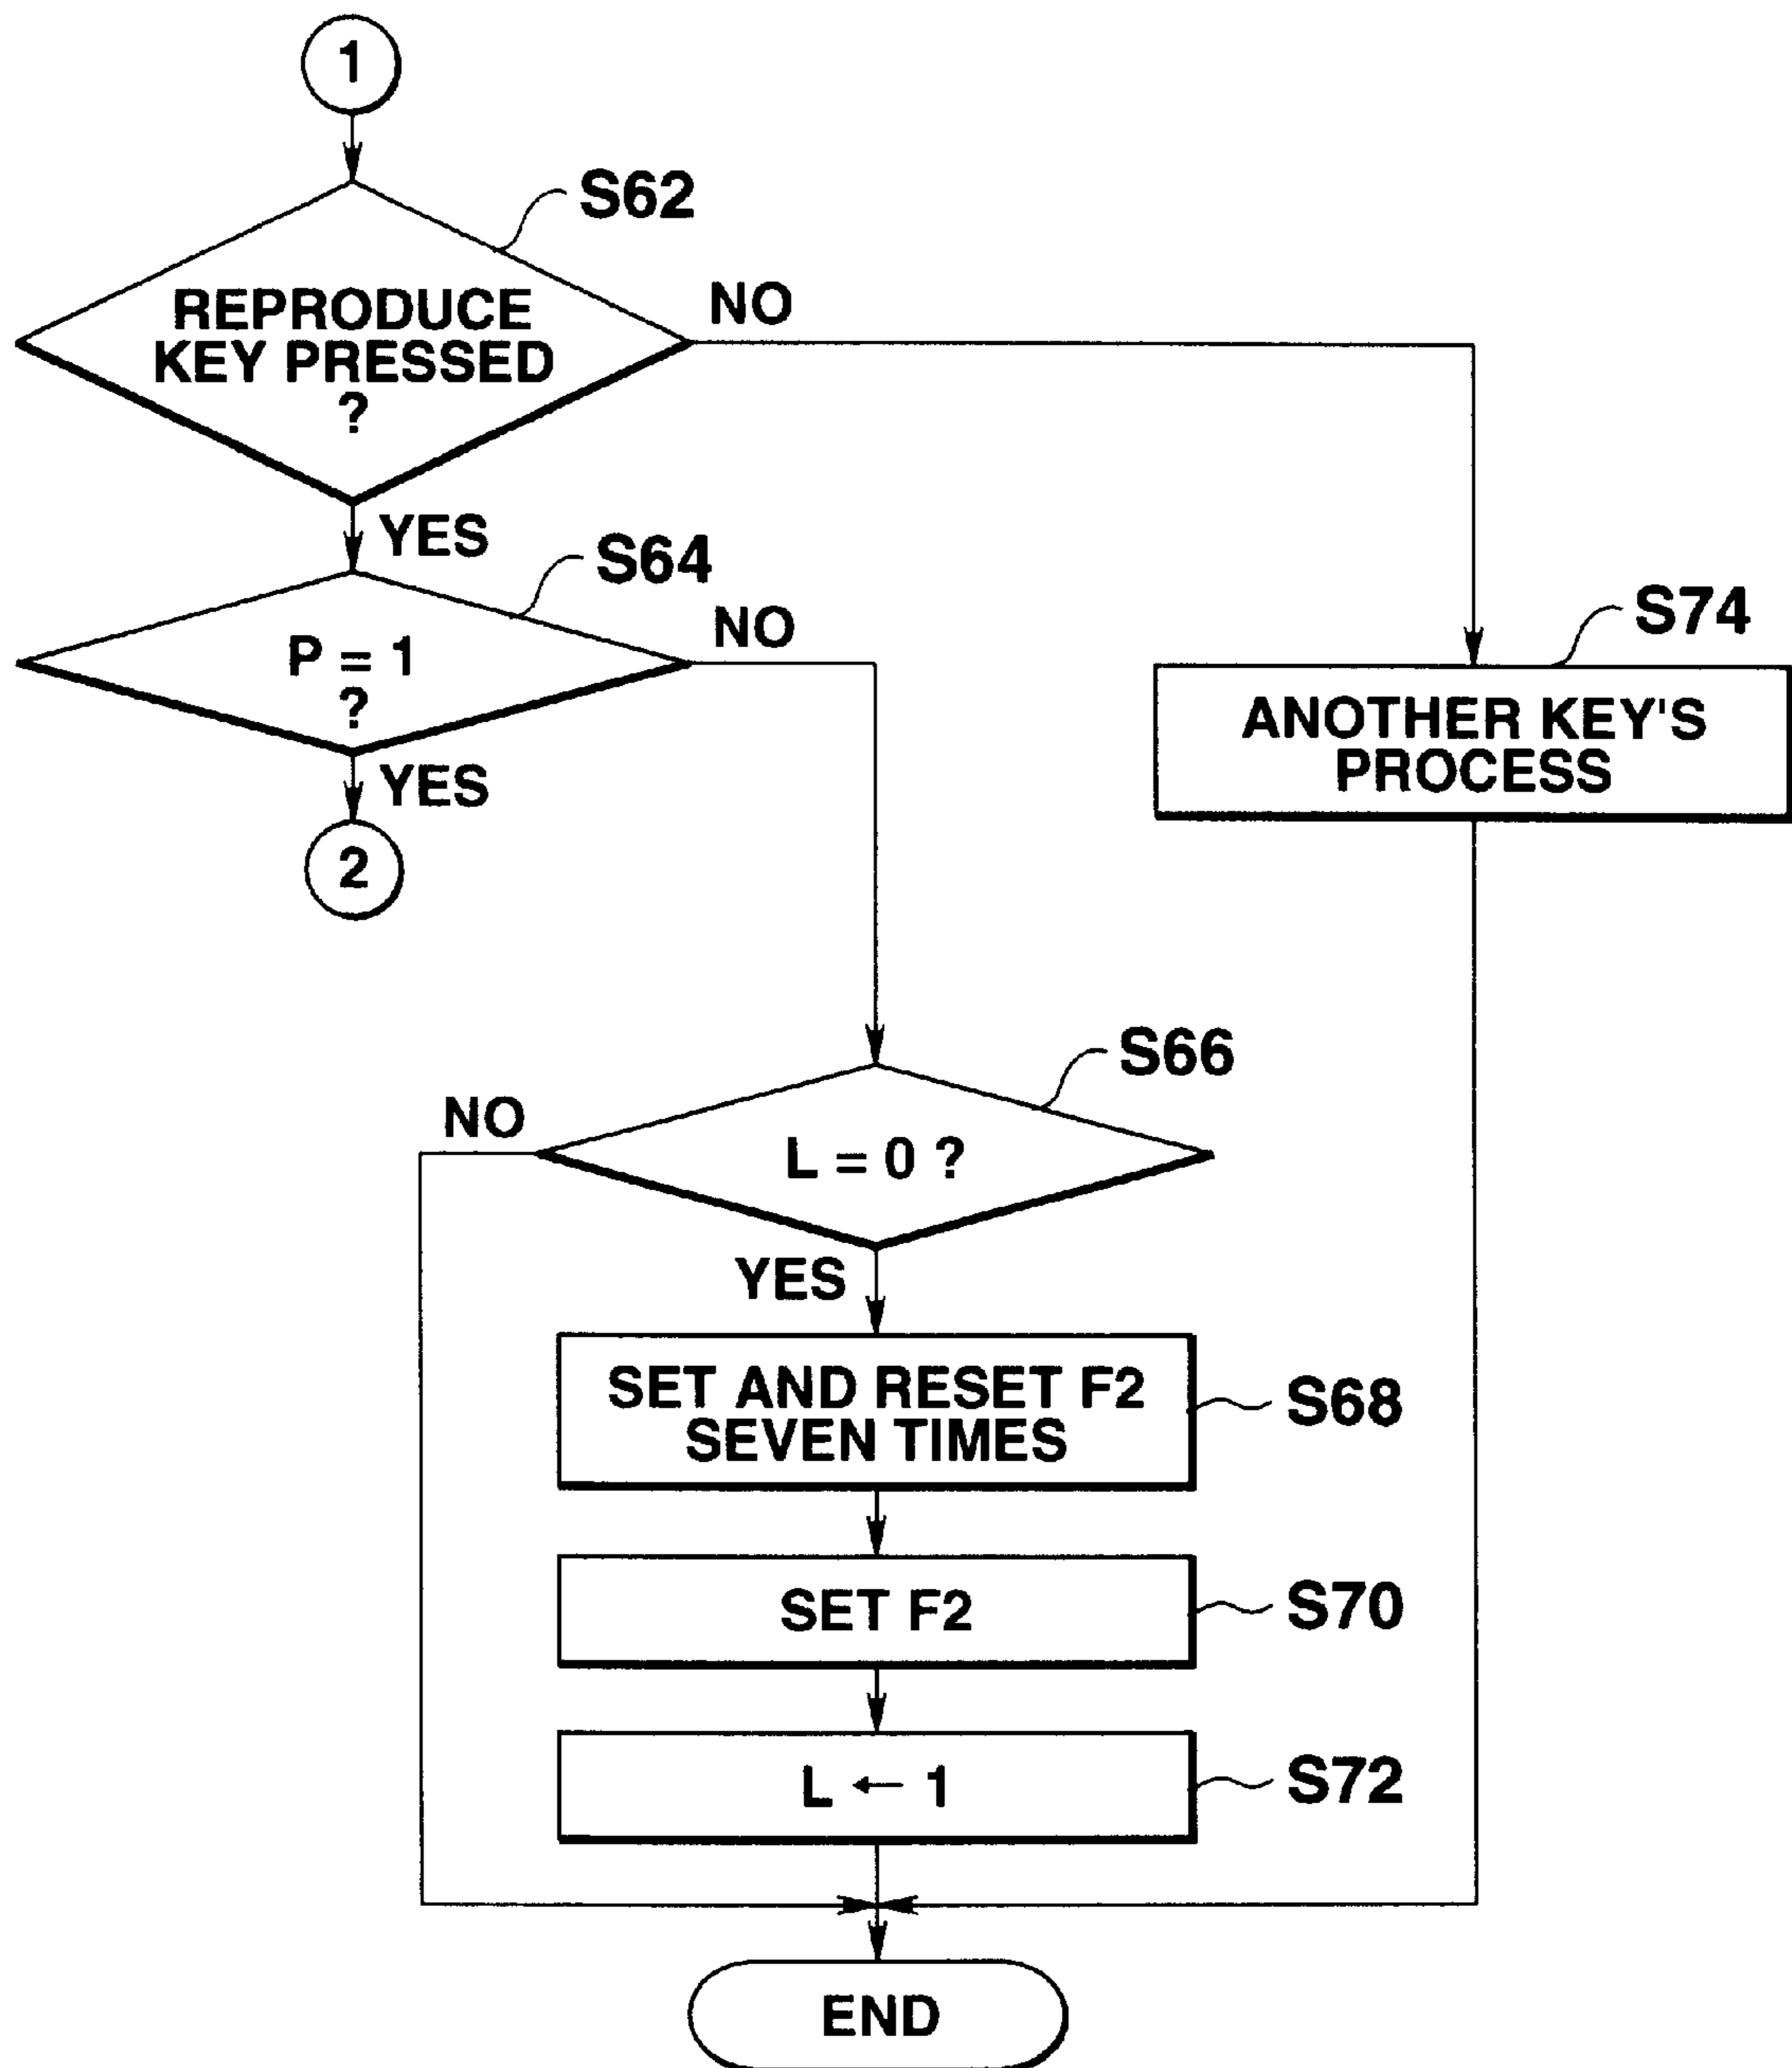 1
S62
REPRODUCE
KEY PRESSED
?
NO
YES
S64
P = 1
?
NO
YES
2
S74
ANOTHER KEY'S
PROCESS
S66
L = 0 ?
NO
YES
SET AND RESET F2
SEVEN TIMES
S68
SET F2
S70
L ← 1
S72
END